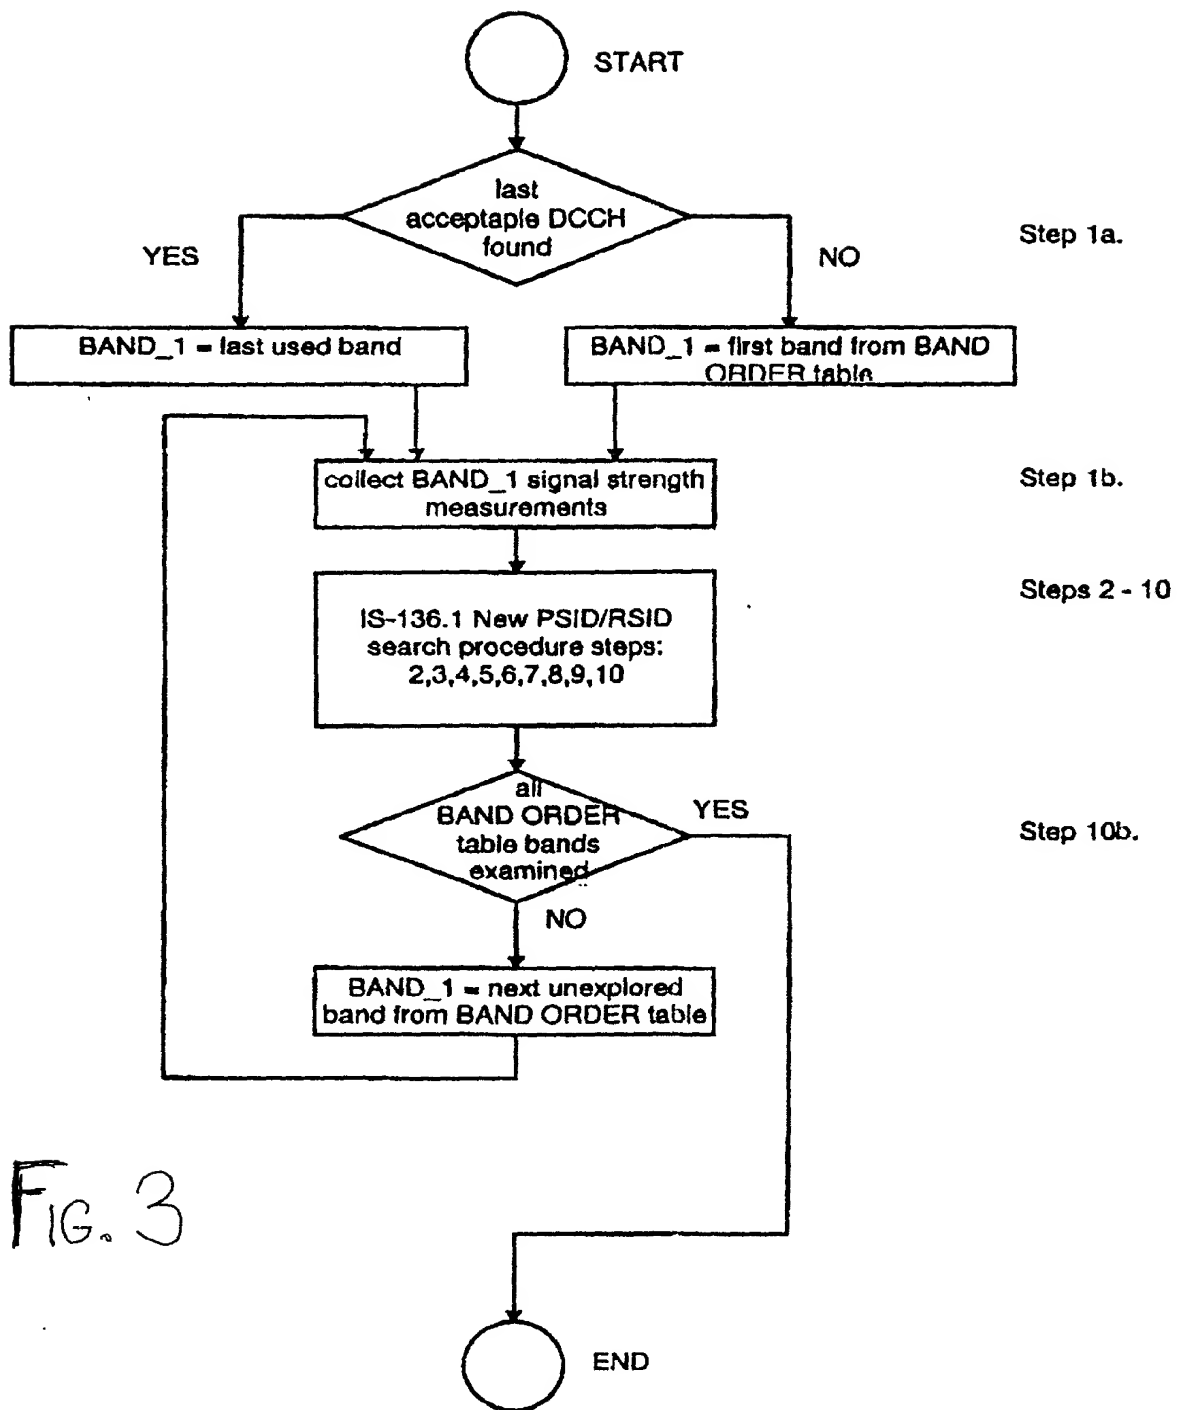 START
last
acceptaple DCCH
found
Step 1a.
YES
NO
BAND_1 = last used band
BAND_1 = first band from BAND
ORDER table
collect BAND_1 signal strength
measurements
Step 1b.
Steps 2 - 10
IS-136.1 New PSID/RSID
search procedure steps:
2,3,4,5,6,7,8,9,10
all
BAND ORDER
table bands
examined
YES
Step 10b.
NO
BAND_1 = next unexplored
band from BAND ORDER table
FIG. 3
END